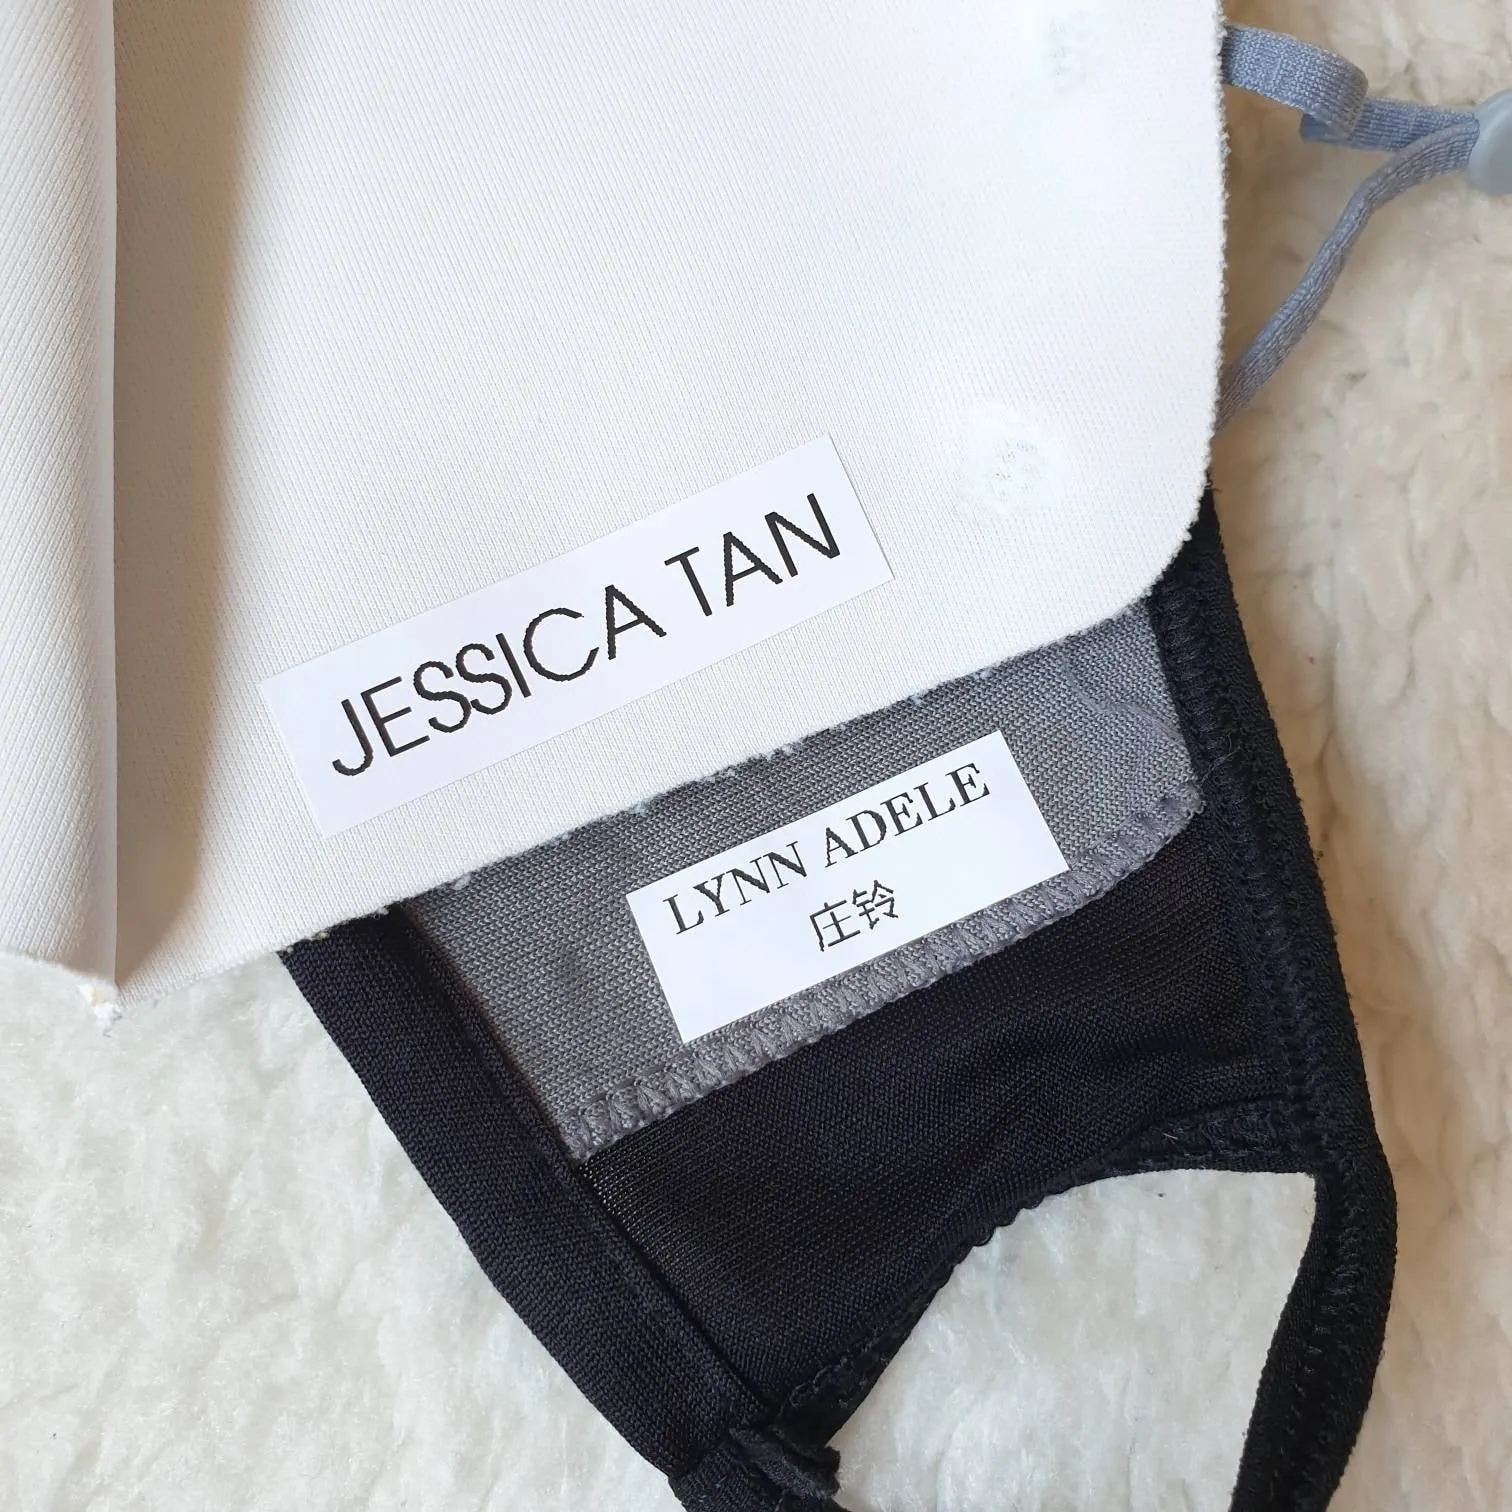 JESSICA TAN
LYNN ADELE
庄铃